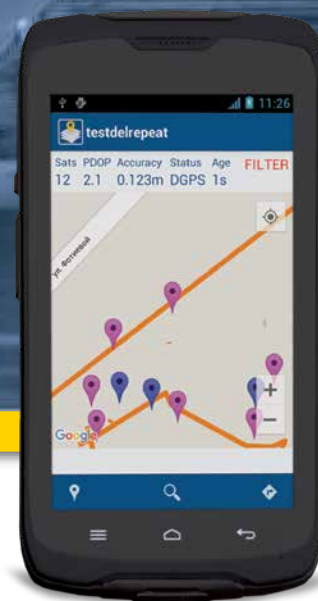 11:26
testdelrepeat
Sats PDOP Accuracy Status Age FILTER
12 2.1 0.123m DGPS 1s
ул. Фотиевой
+
−
Google